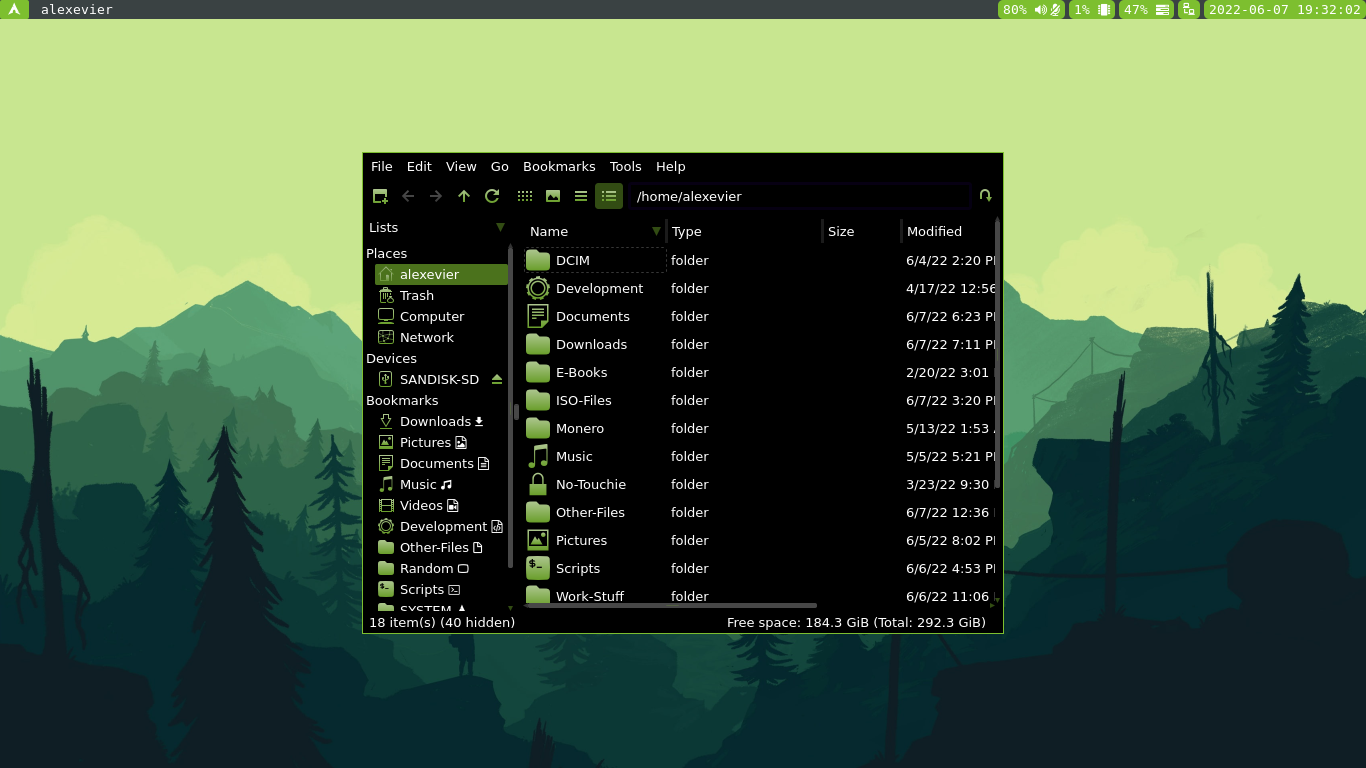 alexevier 80% 1% 47% 2022-06-07 19:32:02
File Edit View Go Bookmarks Tools Help
/home/alexevier
Lists
Places
alexevier
Trash
Computer
Network
Devices
SANDISK-SD
Bookmarks
Downloads
Pictures
Documents
Music
Videos
Development
Other-Files
Random
Scripts
SYSTEM
Name Type Size Modified
DCIM folder 6/4/22 2:20 P
Development folder 4/17/22 12:56
Documents folder 6/7/22 6:23 P
Downloads folder 6/7/22 7:11 P
E-Books folder 2/20/22 3:01
ISO-Files folder 6/7/22 3:20 P
Monero folder 5/13/22 1:53
Music folder 5/5/22 5:21 P
No-Touchie folder 3/23/22 9:30
Other-Files folder 6/7/22 12:36
Pictures folder 6/5/22 8:02 P
Scripts folder 6/6/22 4:53 P
Work-Stuff folder 6/6/22 11:06
18 item(s) (40 hidden) Free space: 184.3 GiB (Total: 292.3 GiB)